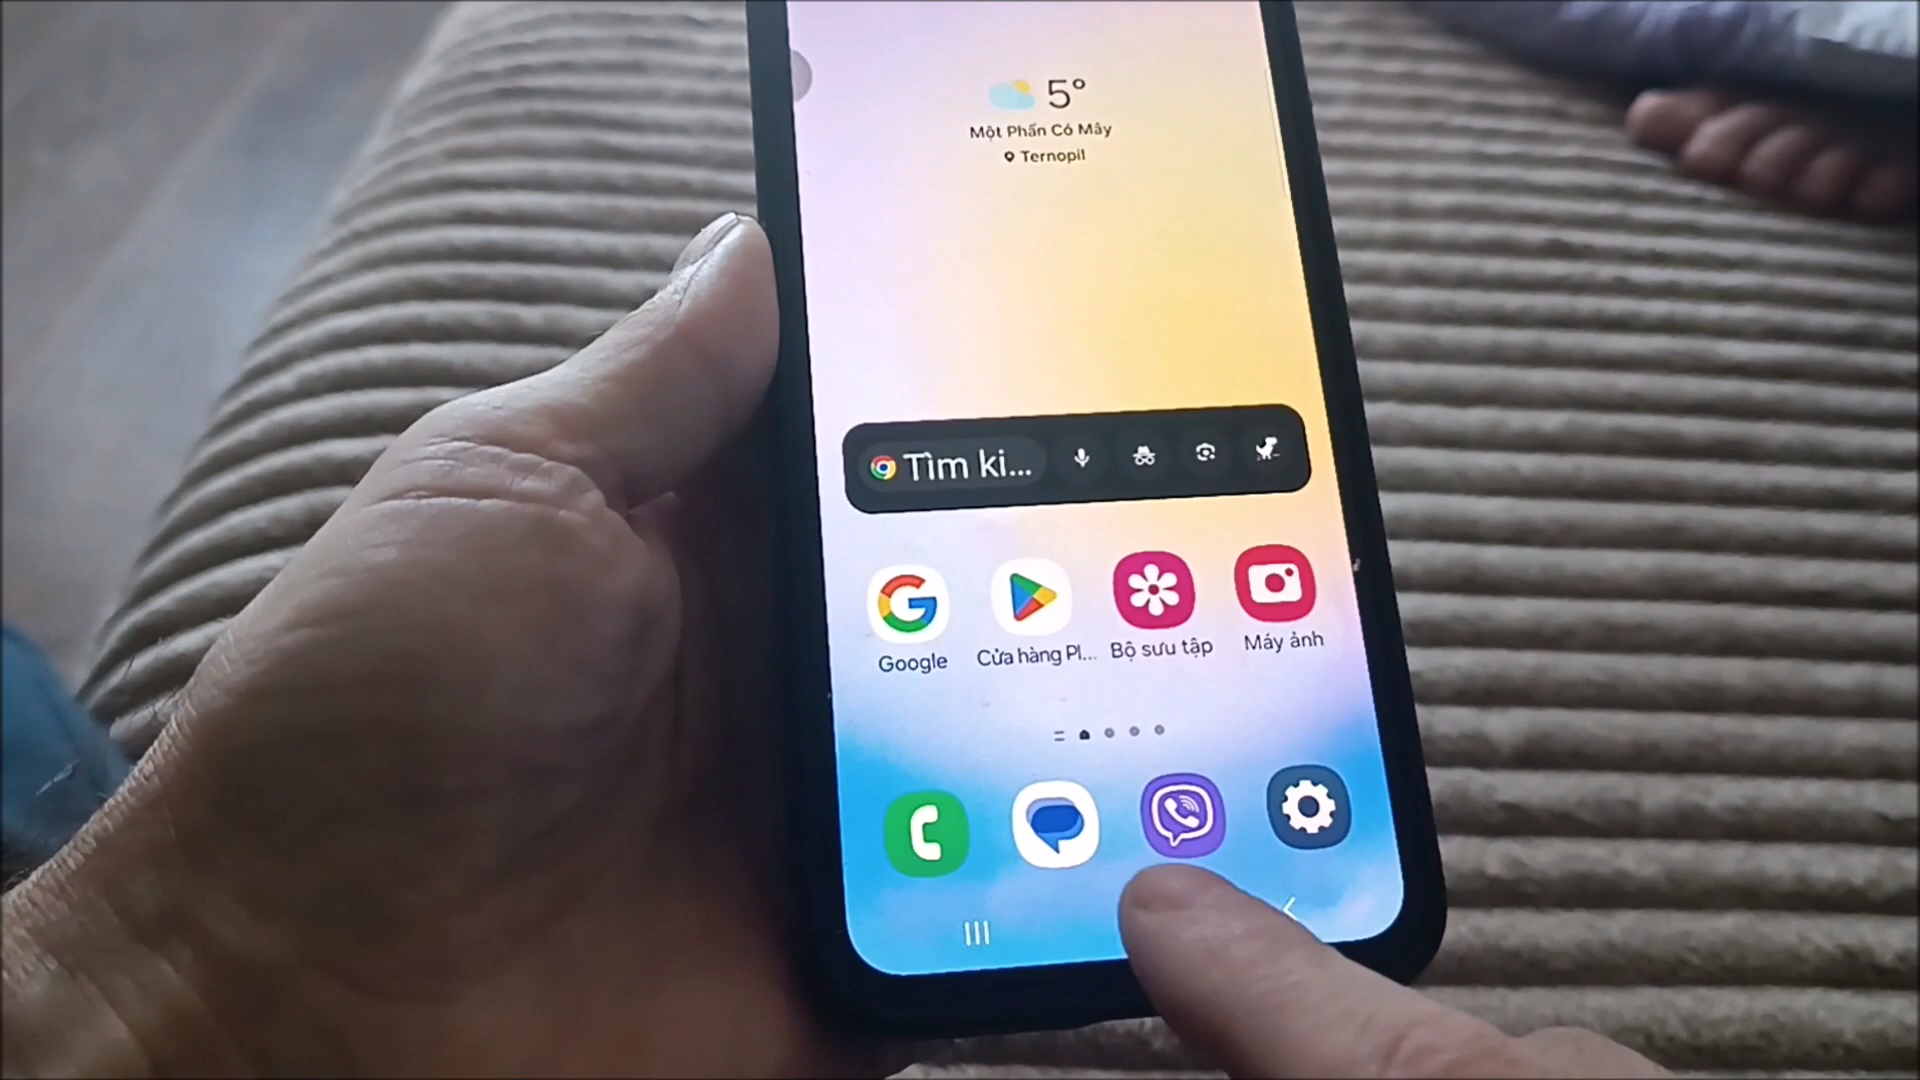 5°
Một Phần Có Mây
Ternopil
Tìm ki...
Google
Cửa hàng Pl...
Bộ sưu tập
Máy ảnh